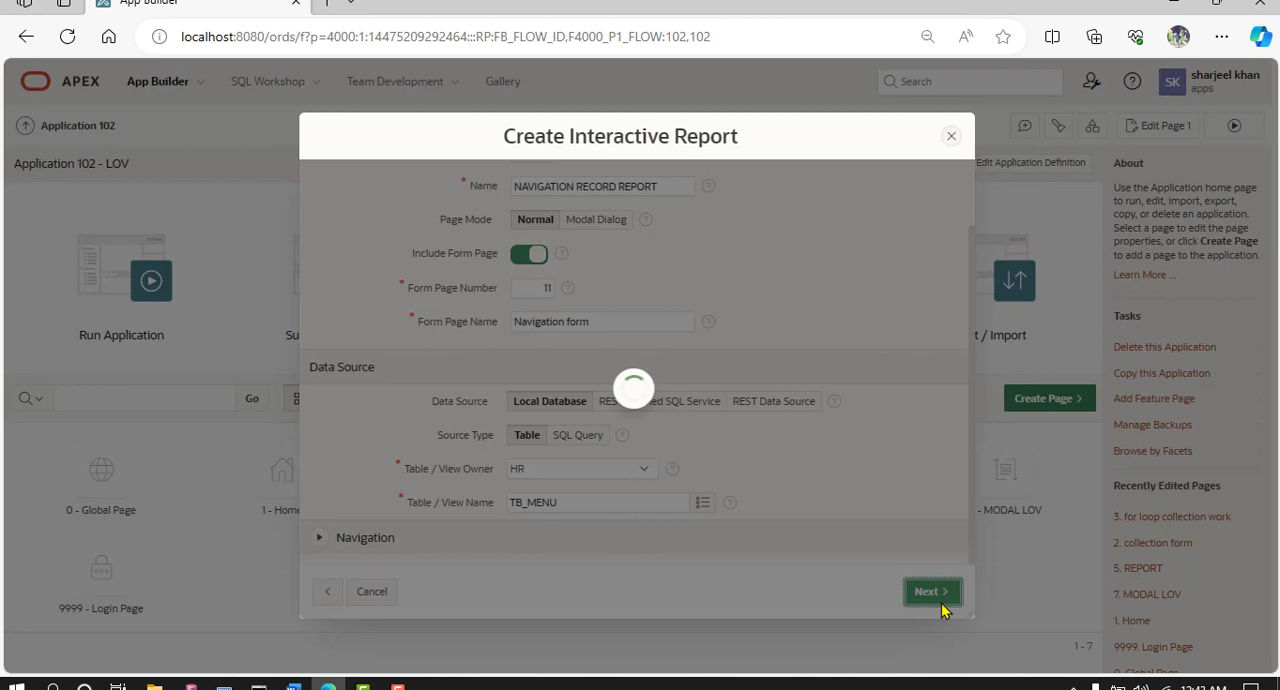 App Builder
localhost:8080/ords/f?p=4000:1:14475209292464:::RP:FB_FLOW_ID,F4000_P1_FLOW:102,102
APEX App Builder SQL Workshop Team Development Gallery Search SK sharjeel khan apps
Application 102 Edit Page 1
Application 102 - LOV Edit Application Definition
Create Interactive Report
Name NAVIGATION RECORD REPORT
Page Mode Normal Modal Dialog
Include Form Page
Form Page Number 11
Form Page Name Navigation form
Data Source
Data Source Local Database REST SQL Service REST Data Source
Source Type Table SQL Query
Table / View Owner HR
Table / View Name TB_MENU
Navigation
Cancel Next >
Run Application
t / Import
Go
Create Page >
0 - Global Page
1 - Home
- MODAL LOV
9999 - Login Page
1 - 7
About
Use the Application home page
to run, edit, import, export,
copy, or delete an application.
Select a page to edit the page
properties, or click Create Page
to add a page to the application.
Learn More ...
Tasks
Delete this Application
Copy this Application
Add Feature Page
Manage Backups
Browse by Facets
Recently Edited Pages
3. for loop collection work
2. collection form
5. REPORT
7. MODAL LOV
1. Home
9999. Login Page
0. Global Page